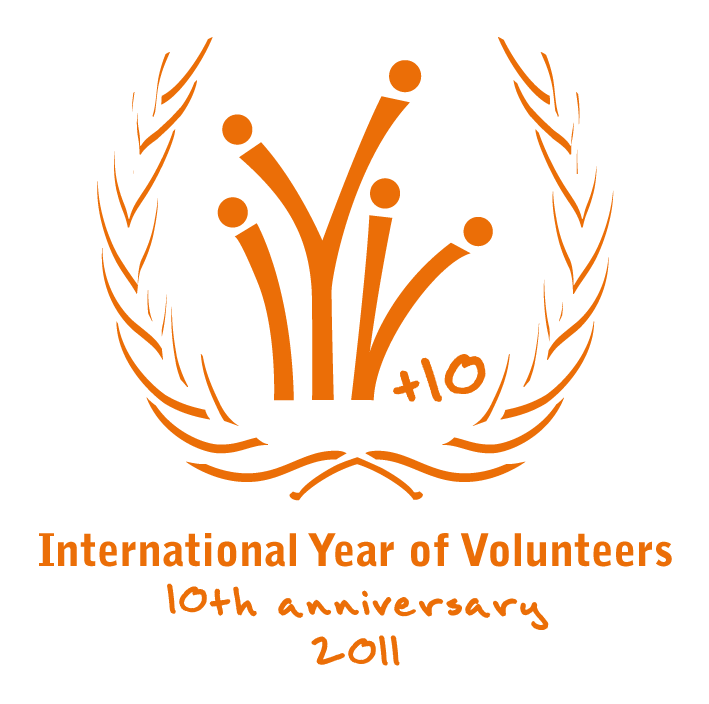 +10
International Year of Volunteers
10th anniversary
2011